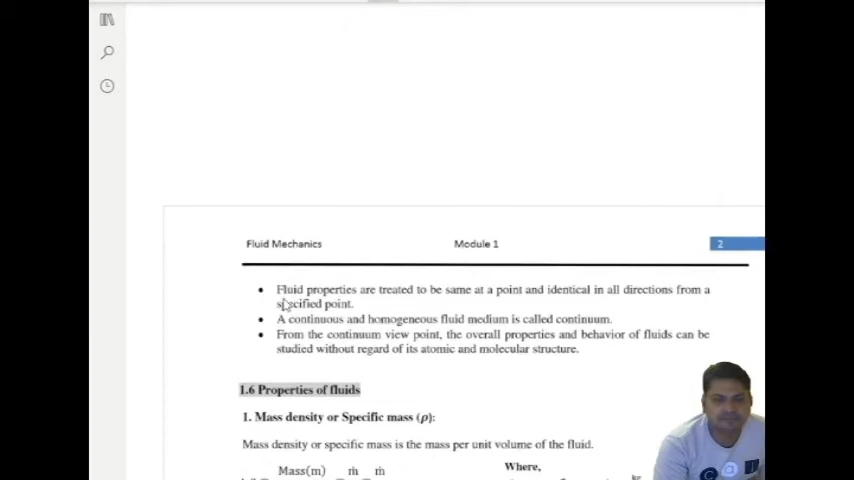 Fluid Mechanics Module 1 2
• Fluid properties are treated to be same at a point and identical in all directions from a
specified point.
• A continuous and homogeneous fluid medium is called continuum.
• From the continuum view point, the overall properties and behavior of fluids can be
studied without regard of its atomic and molecular structure.
1.6 Properties of fluids
1. Mass density or Specific mass (ρ):
Mass density or specific mass is the mass per unit volume of the fluid.
Mass(m) ṁ ṁ Where,